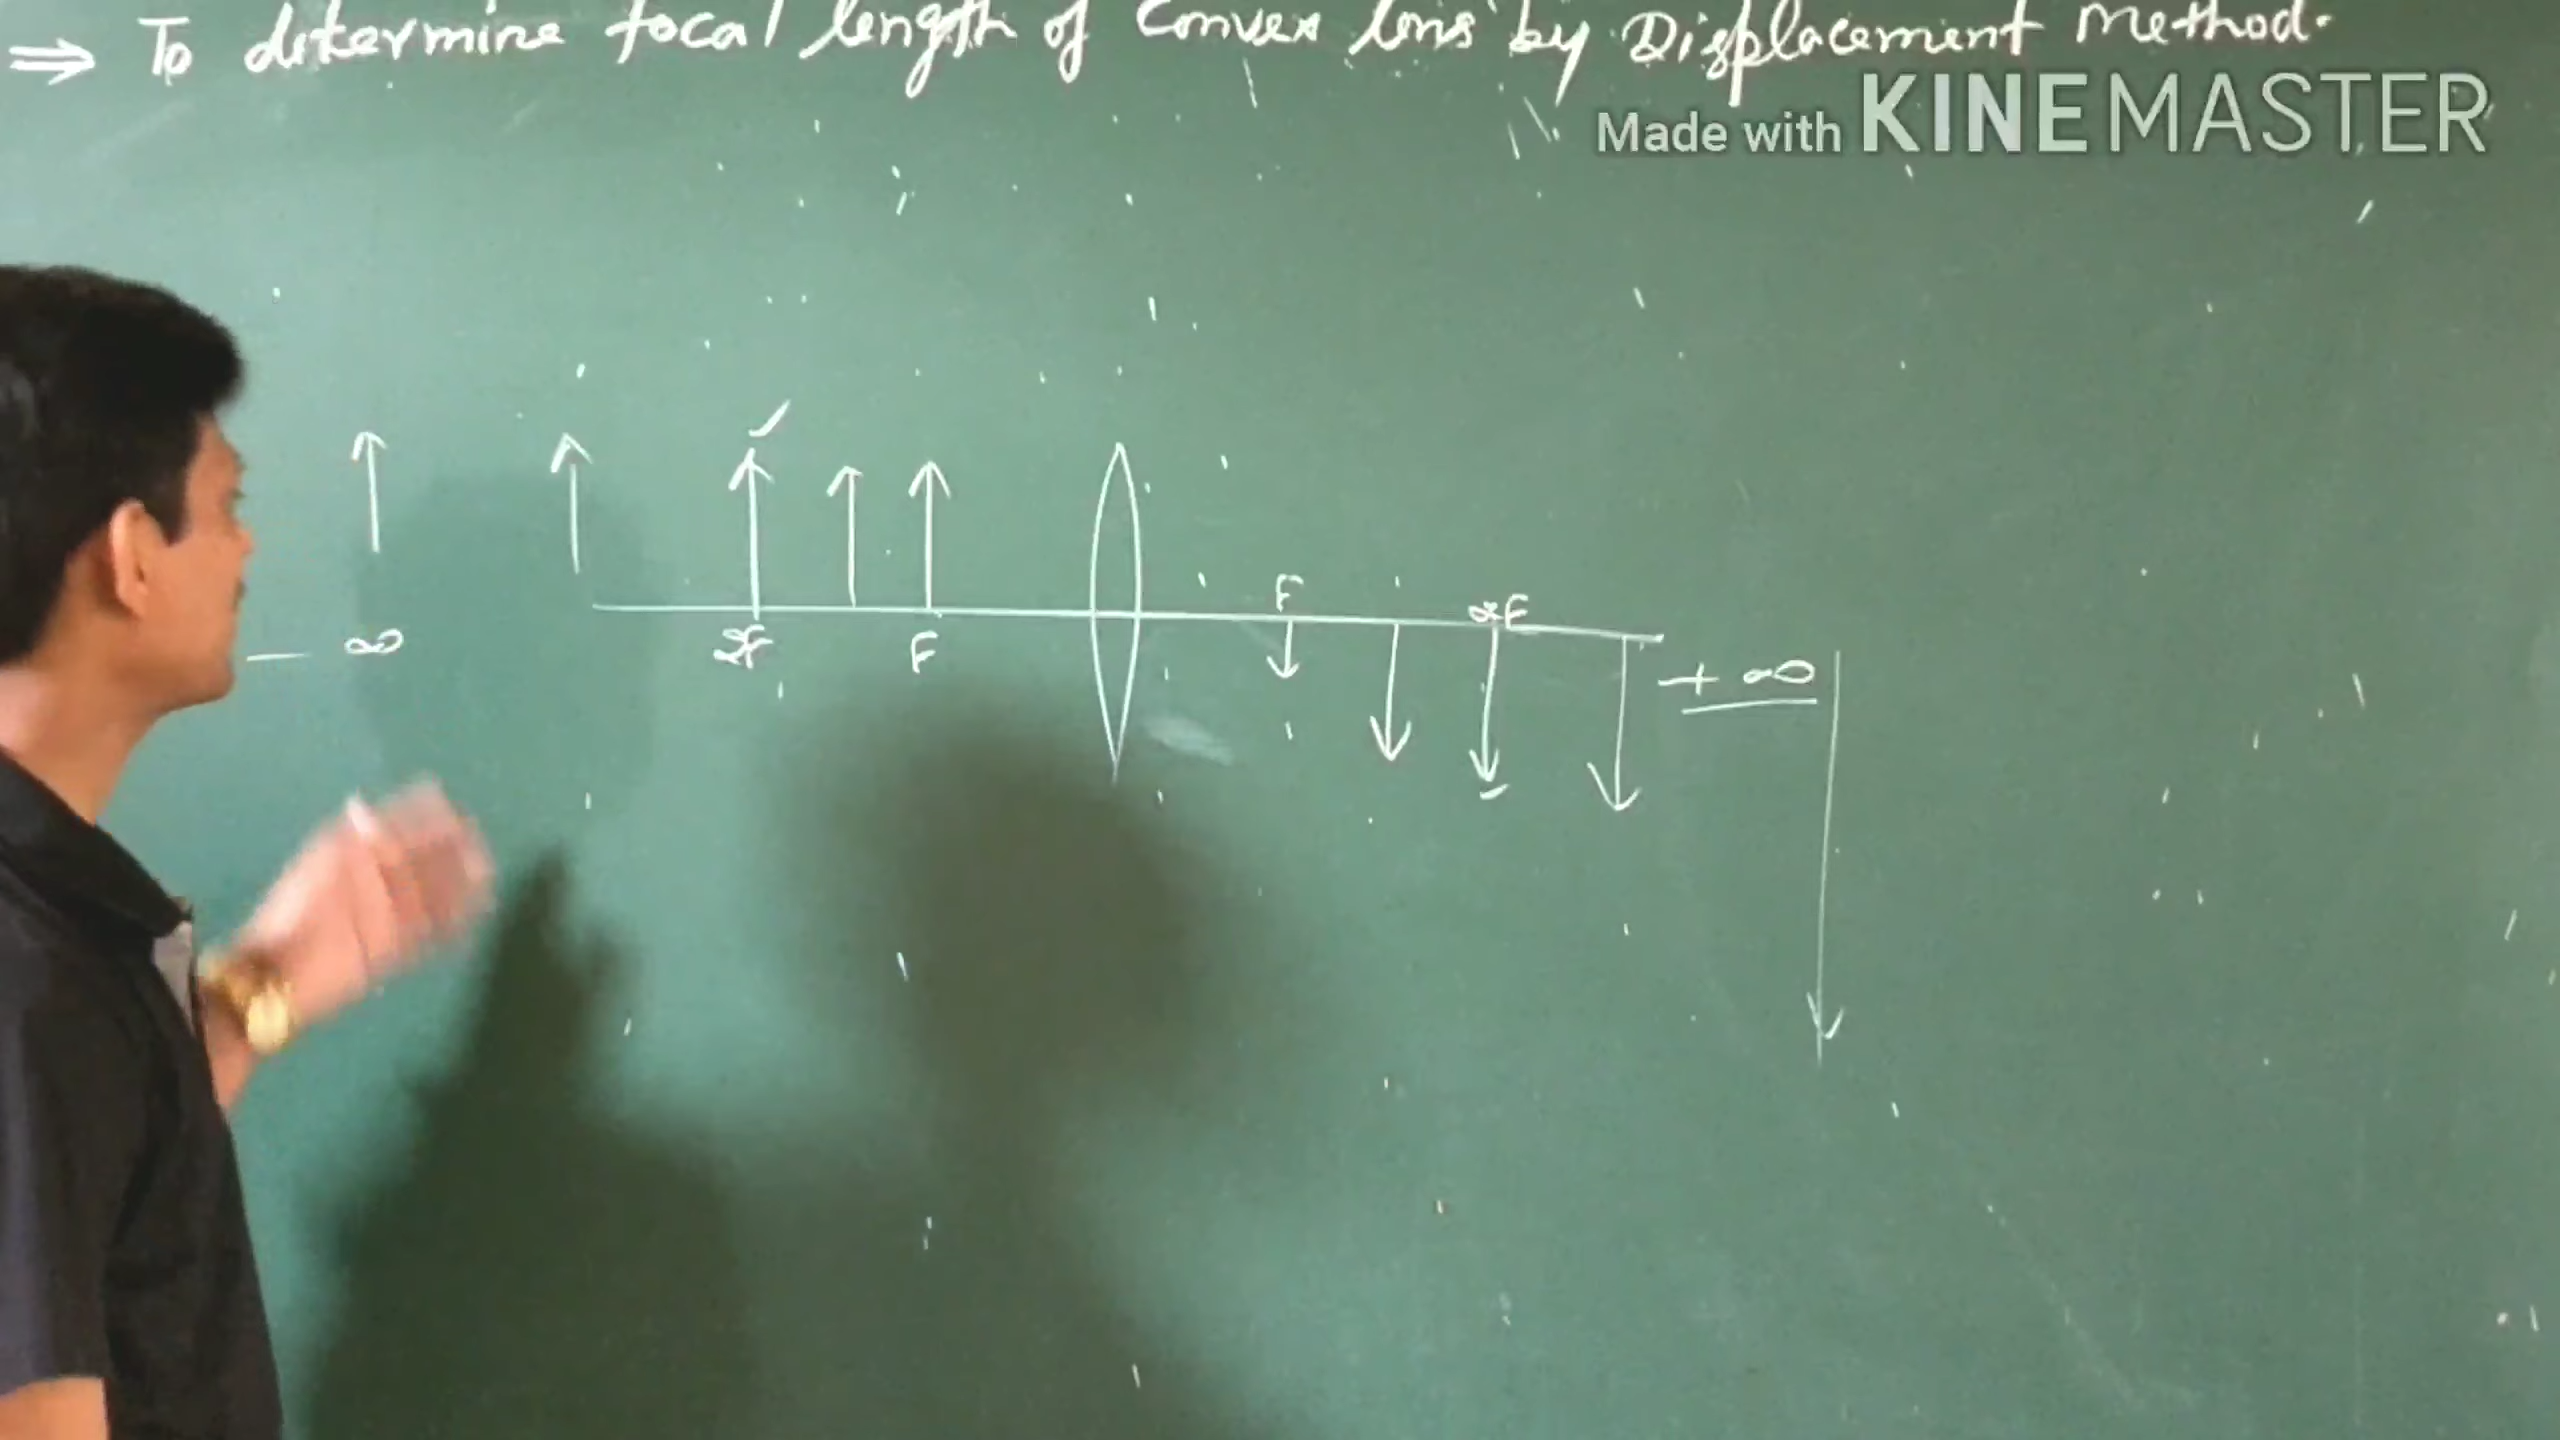 ⇒ To determine focal length of Convex lens by Displacement Method.
Made with KINEMASTER
F 2F
- ∞ 2F F + ∞